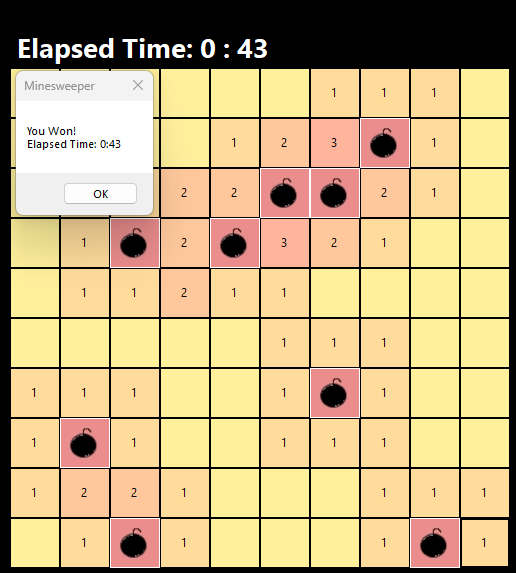 Elapsed Time: 0 : 43
Minesweeper
You Won!
Elapsed Time: 0:43
OK
1 1 1
1 2 3 1
2 2 2 1
1 2 3 2 1
1 1 2 1 1
1 1 1
1 1 1 1 1
1 1 1 1 1
1 2 2 1 1 1 1
1 1 1 1